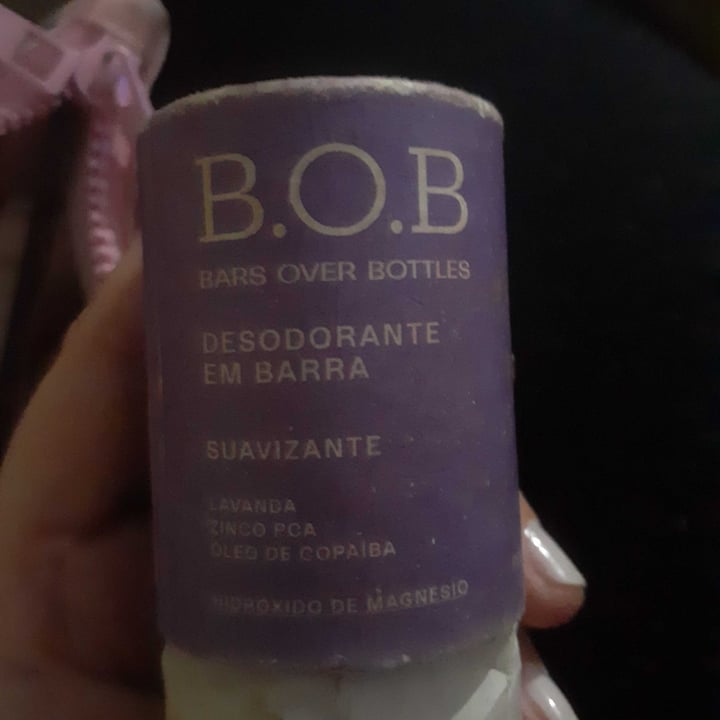 B.O.B
BARS OVER BOTTLES
DESODORANTE
EM BARRA
SUAVIZANTE
LAVANDA
ZINCO PCA
ÓLEO DE COPAÍBA
HIDRÓXIDO DE MAGNÉSIO